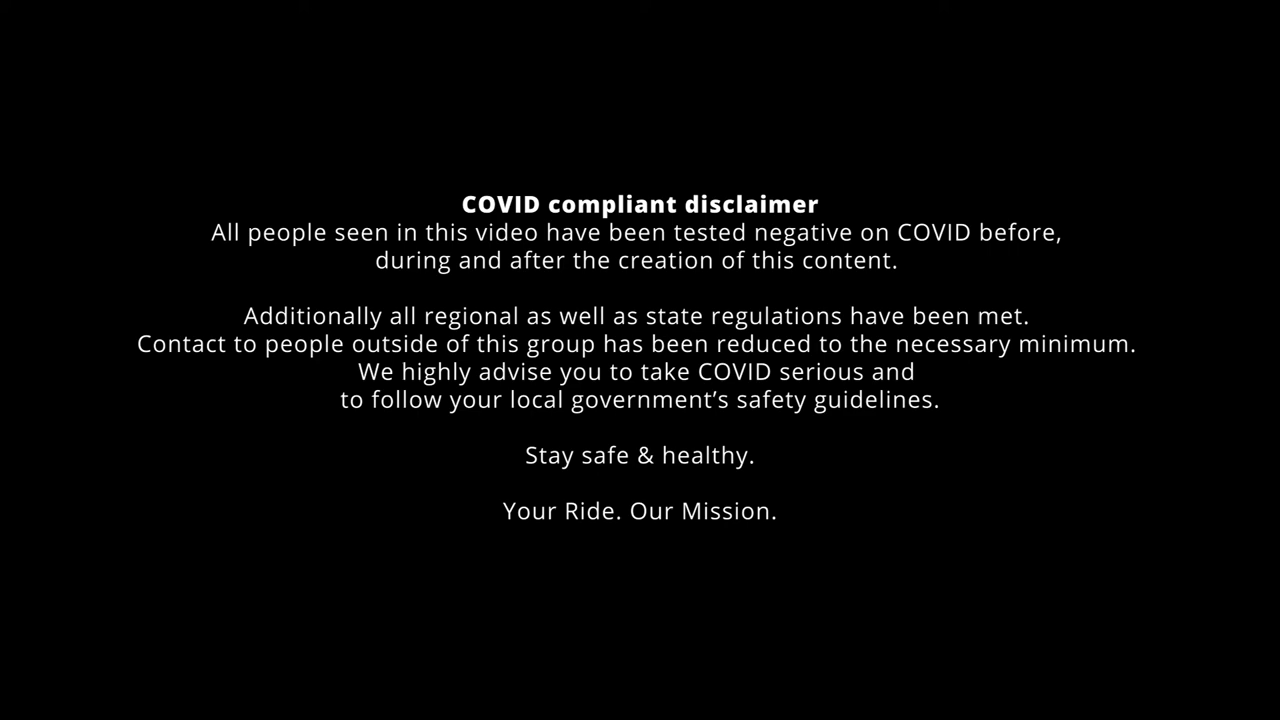 COVID compliant disclaimer
All people seen in this video have been tested negative on COVID before,
during and after the creation of this content.
Additionally all regional as well as state regulations have been met.
Contact to people outside of this group has been reduced to the necessary minimum.
We highly advise you to take COVID serious and
to follow your local government’s safety guidelines.
Stay safe & healthy.
Your Ride. Our Mission.